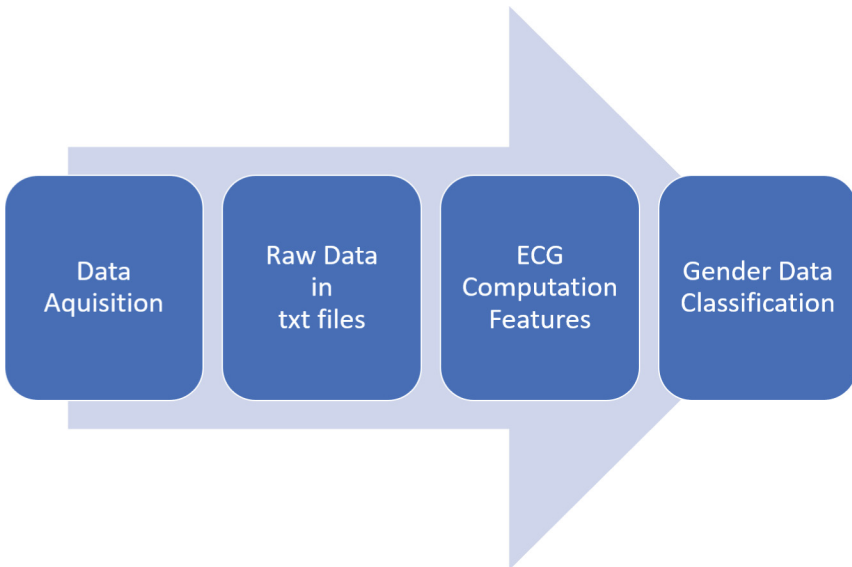 Data
Aquisition
Raw Data
in
txt files
ECG
Computation
Features
Gender Data
Classification